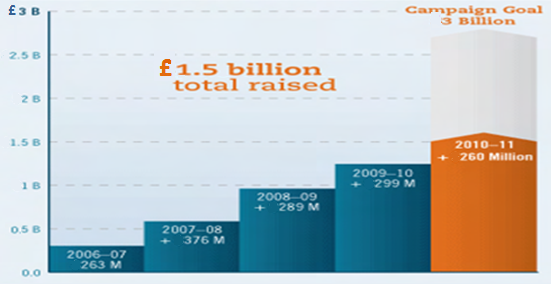 £3 B
Campaign Goal
3 Billion
2.5 B
£1.5 billion
total raised
2 B
1.5 B
2010–11
+ 260 Million
2009–10
+ 299 M
1 B
2008–09
+ 289 M
2007–08
+ 376 M
0.5 B
2006–07
263 M
0.0